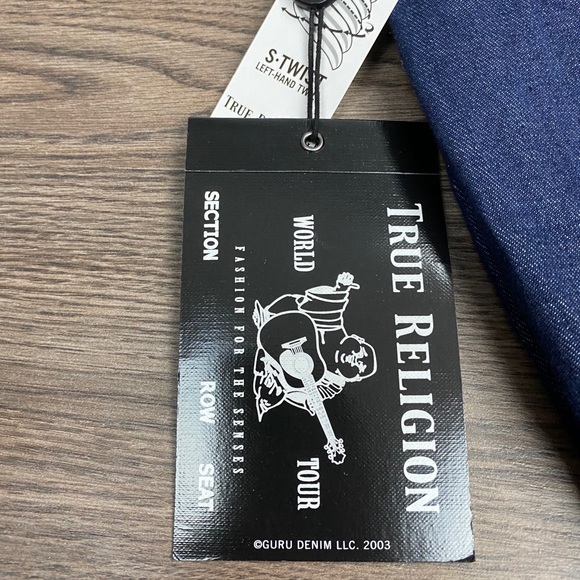 S·TWIST
LEFT-HAND TW
TRUE
TRUE RELIGION
WORLD TOUR
FASHION FOR THE SENSES
SECTION ROW SEAT
©GURU DENIM LLC. 2003